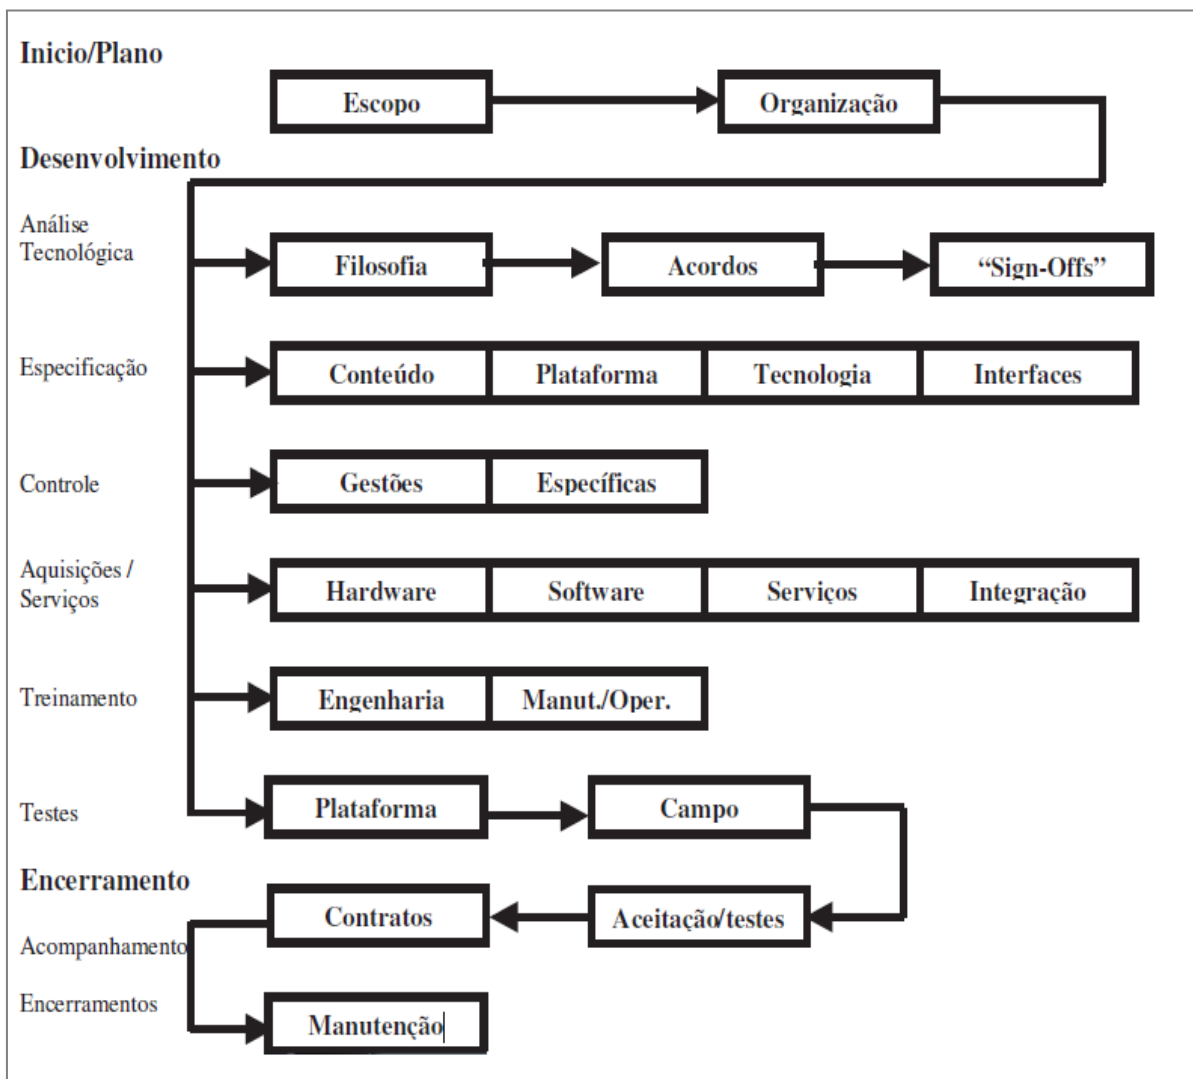 Inicio/Plano
Escopo
Organização
Desenvolvimento
Análise
Tecnológica
Filosofia
Acordos
“Sign-Offs”
Especificação
Conteúdo
Plataforma
Tecnologia
Interfaces
Controle
Gestões
Específicas
Aquisições /
Serviços
Hardware
Software
Serviços
Integração
Treinamento
Engenharia
Manut./Oper.
Testes
Plataforma
Campo
Encerramento
Contratos
Aceitação/testes
Acompanhamento
Encerramentos
Manutenção